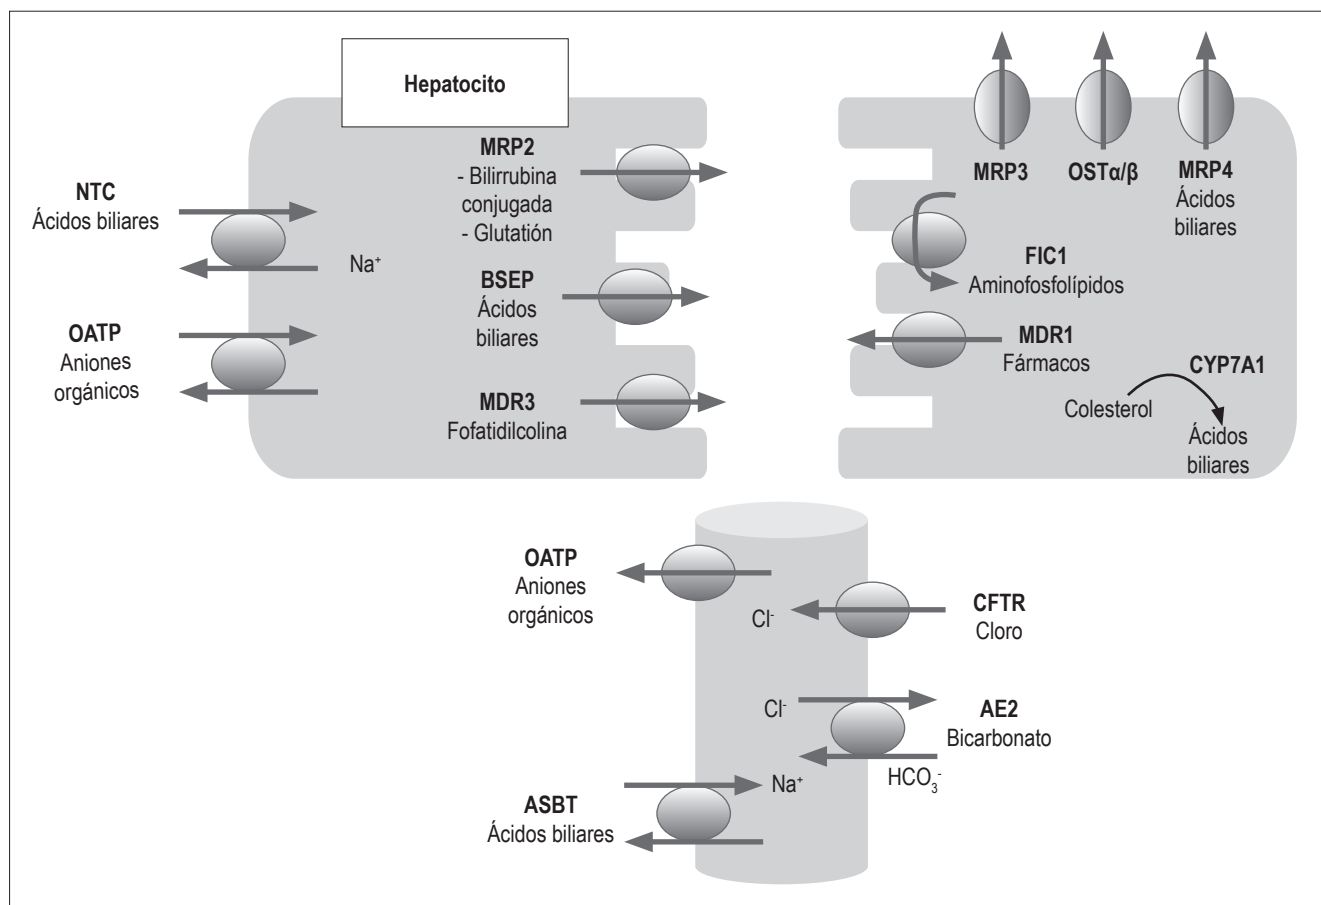 Hepatocito
NTC
Ácidos biliares
Na⁺
OATP
Aniones
orgánicos
MRP2
- Bilirrubina
conjugada
- Glutatión
BSEP
Ácidos
biliares
MDR3
Fofatidilcolina
MRP3
OSTα/β
MRP4
Ácidos
biliares
FIC1
Aminofosfolípidos
MDR1
Fármacos
CYP7A1
Colesterol
Ácidos
biliares
OATP
Aniones
orgánicos
Cl⁻
CFTR
Cloro
Cl⁻
AE2
Bicarbonato
HCO₃⁻
Na⁺
ASBT
Ácidos biliares